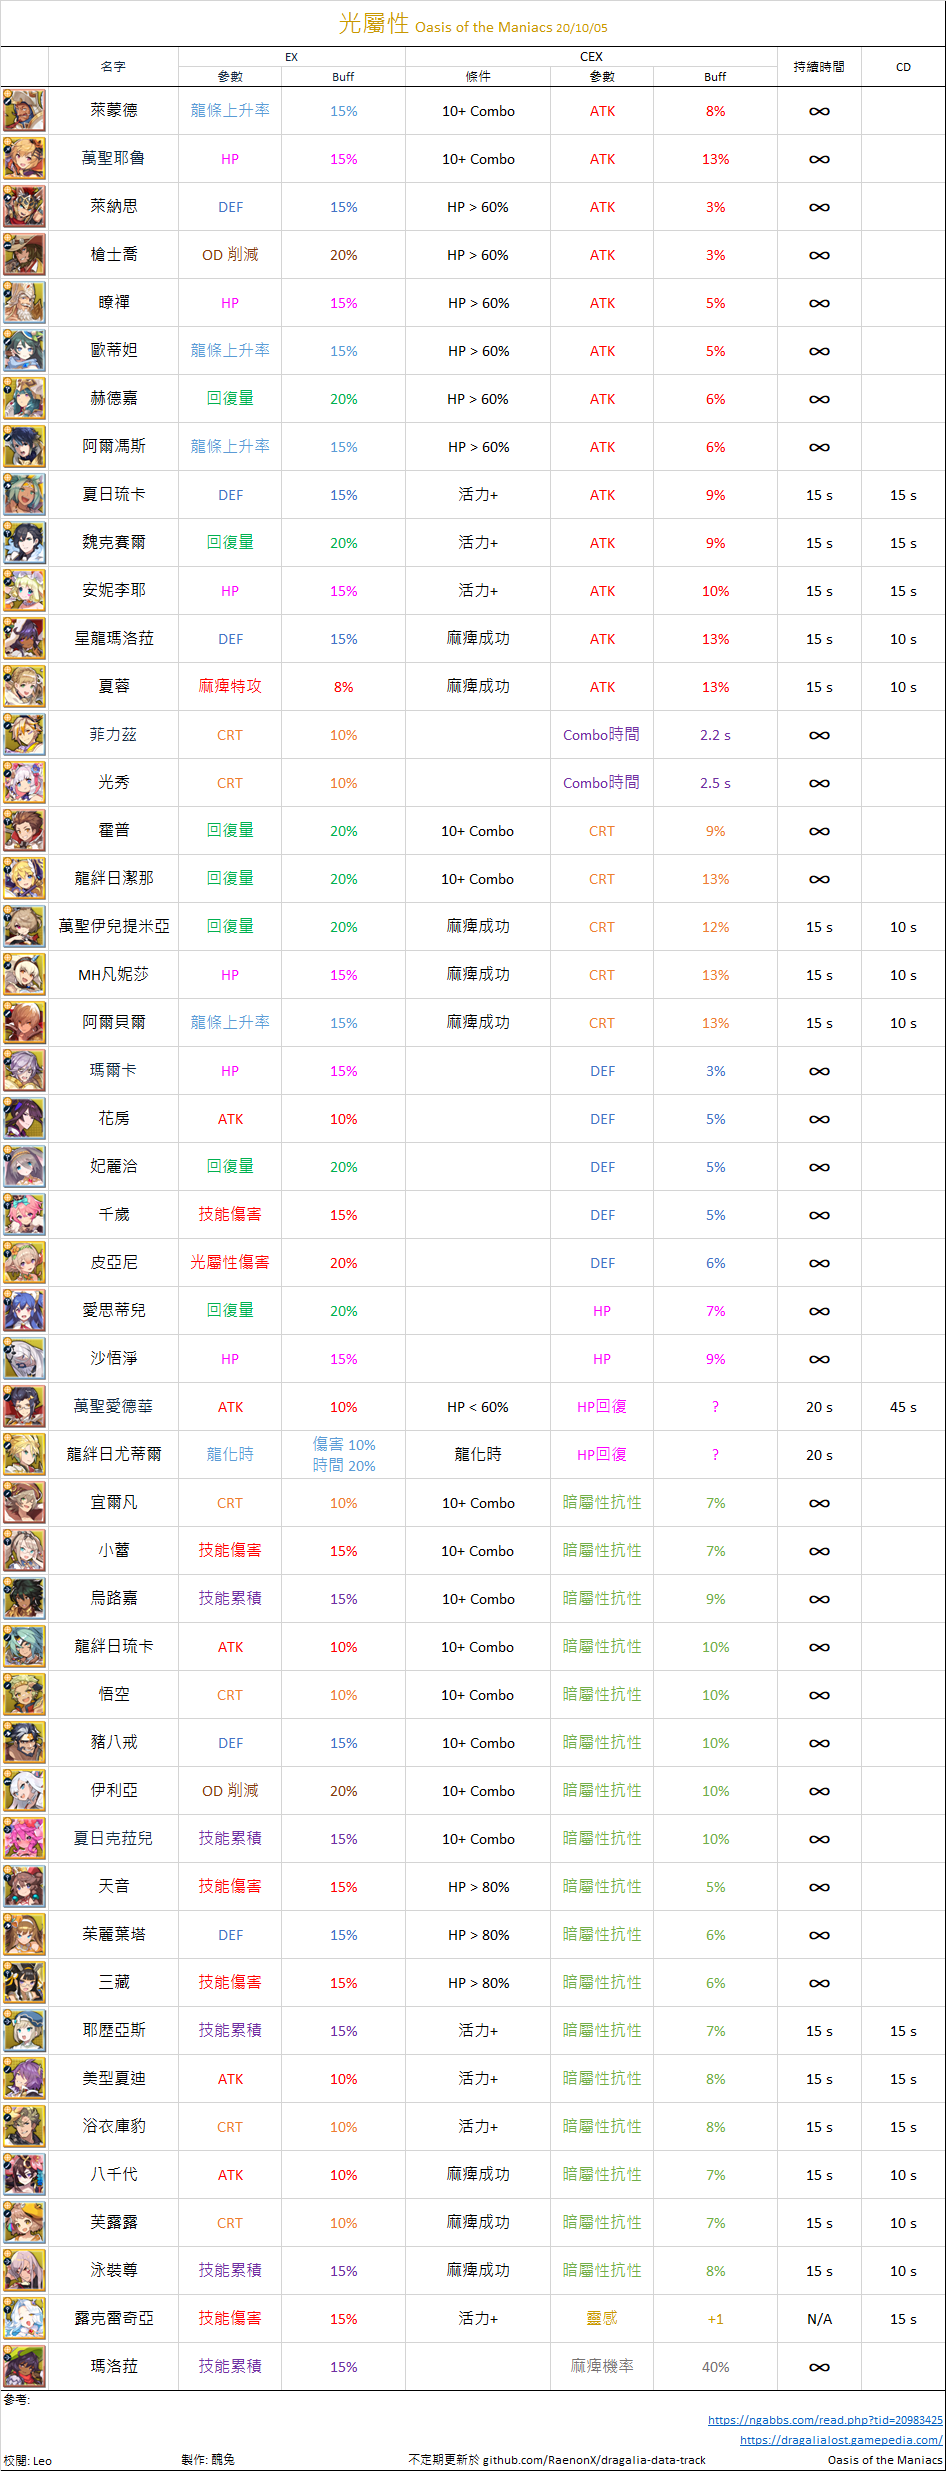 光屬性 Oasis of the Maniacs 20/10/05
名字 EX CEX 持續時間 CD
參數 Buff 條件 參數 Buff
萊蒙德 龍條上升率 15% 10+ Combo ATK 8% ∞
萬聖耶魯 HP 15% 10+ Combo ATK 13% ∞
萊納思 DEF 15% HP > 60% ATK 3% ∞
槍士喬 OD 削減 20% HP > 60% ATK 3% ∞
瞭禪 HP 15% HP > 60% ATK 5% ∞
歐蒂妲 龍條上升率 15% HP > 60% ATK 5% ∞
赫德嘉 回復量 20% HP > 60% ATK 6% ∞
阿爾馮斯 龍條上升率 15% HP > 60% ATK 6% ∞
夏日琉卡 DEF 15% 活力+ ATK 9% 15 s 15 s
魏克賽爾 回復量 20% 活力+ ATK 9% 15 s 15 s
安妮李耶 HP 15% 活力+ ATK 10% 15 s 15 s
星龍瑪洛菈 DEF 15% 麻痺成功 ATK 13% 15 s 10 s
夏蓉 麻痺特攻 8% 麻痺成功 ATK 13% 15 s 10 s
菲力茲 CRT 10% Combo時間 2.2 s ∞
光秀 CRT 10% Combo時間 2.5 s ∞
霍普 回復量 20% 10+ Combo CRT 9% ∞
龍絆日潔那 回復量 20% 10+ Combo CRT 13% ∞
萬聖伊兒提米亞 回復量 20% 麻痺成功 CRT 12% 15 s 10 s
MH凡妮莎 HP 15% 麻痺成功 CRT 13% 15 s 10 s
阿爾貝爾 龍條上升率 15% 麻痺成功 CRT 13% 15 s 10 s
瑪爾卡 HP 15% DEF 3% ∞
花房 ATK 10% DEF 5% ∞
妃麗洽 回復量 20% DEF 5% ∞
千歲 技能傷害 15% DEF 5% ∞
皮亞尼 光屬性傷害 20% DEF 6% ∞
愛思蒂兒 回復量 20% HP 7% ∞
沙悟淨 HP 15% HP 9% ∞
萬聖愛德華 ATK 10% HP < 60% HP回復 ? 20 s 45 s
龍絆日尤蒂爾 龍化時 傷害 10% 龍化時 HP回復 ? 20 s
時間 20%
宜爾凡 CRT 10% 10+ Combo 暗屬性抗性 7% ∞
小蕾 技能傷害 15% 10+ Combo 暗屬性抗性 7% ∞
烏路嘉 技能累積 15% 10+ Combo 暗屬性抗性 9% ∞
龍絆日琉卡 ATK 10% 10+ Combo 暗屬性抗性 10% ∞
悟空 CRT 10% 10+ Combo 暗屬性抗性 10% ∞
豬八戒 DEF 15% 10+ Combo 暗屬性抗性 10% ∞
伊利亞 OD 削減 20% 10+ Combo 暗屬性抗性 10% ∞
夏日克菈兒 技能累積 15% 10+ Combo 暗屬性抗性 10% ∞
天音 技能傷害 15% HP > 80% 暗屬性抗性 5% ∞
茱麗葉塔 DEF 15% HP > 80% 暗屬性抗性 6% ∞
三藏 技能傷害 15% HP > 80% 暗屬性抗性 6% ∞
耶歷亞斯 技能累積 15% 活力+ 暗屬性抗性 7% 15 s 15 s
美型夏迪 ATK 10% 活力+ 暗屬性抗性 8% 15 s 15 s
浴衣庫豹 CRT 10% 活力+ 暗屬性抗性 8% 15 s 15 s
八千代 ATK 10% 麻痺成功 暗屬性抗性 7% 15 s 10 s
芙露露 CRT 10% 麻痺成功 暗屬性抗性 7% 15 s 10 s
泳裝尊 技能累積 15% 麻痺成功 暗屬性抗性 8% 15 s 10 s
露克雷奇亞 技能傷害 15% 活力+ 靈感 +1 N/A 15 s
瑪洛菈 技能累積 15% 麻痺機率 40% ∞
參考:
https://ngabbs.com/read.php?tid=20983425
https://dragalialost.gamepedia.com/
校閱: Leo 製作: 醜兔 不定期更新於 github.com/RaenonX/dragalia-data-track Oasis of the Maniacs